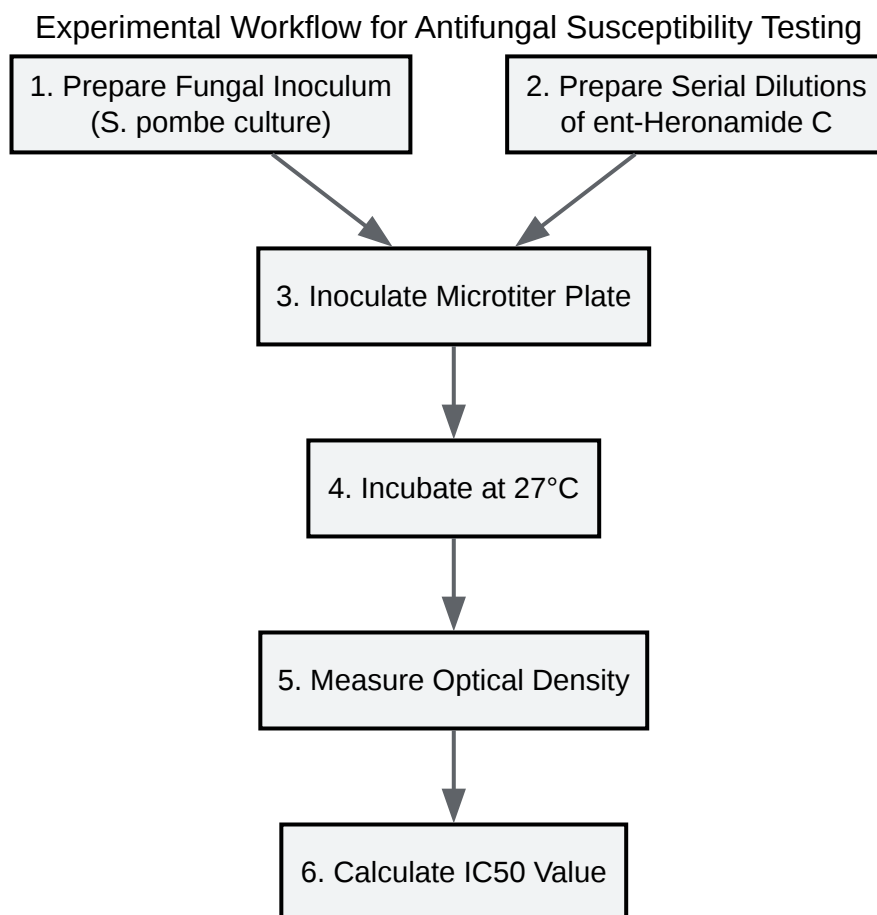 Experimental Workflow for Antifungal Susceptibility Testing
1. Prepare Fungal Inoculum
(S. pombe culture)
2. Prepare Serial Dilutions
of ent-Heronamide C
3. Inoculate Microtiter Plate
4. Incubate at 27°C
5. Measure Optical Density
6. Calculate IC50 Value